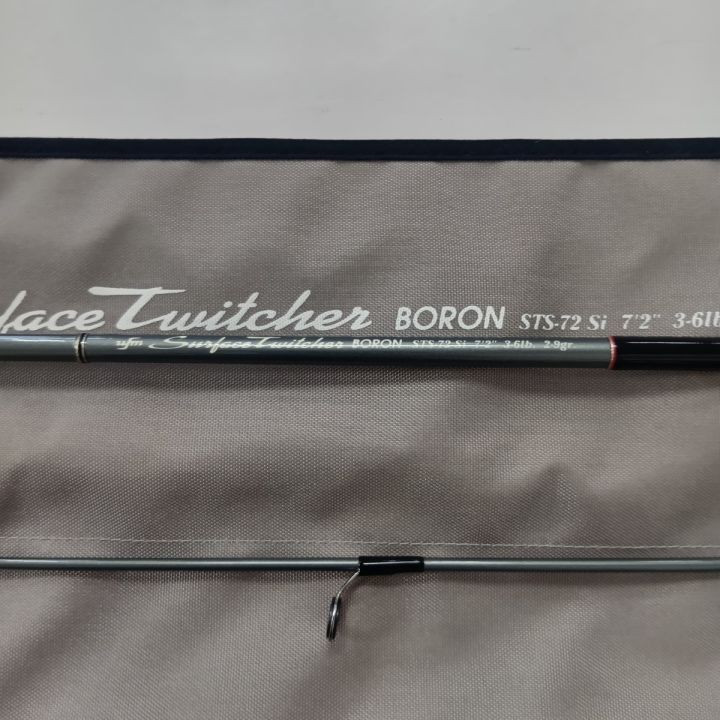 face Twitcher BORON STS-72 Si 7'2" 3-6lb
ufm Surface Twitcher BORON STS-72 Si 7'2" 3-6lb 2-9gr